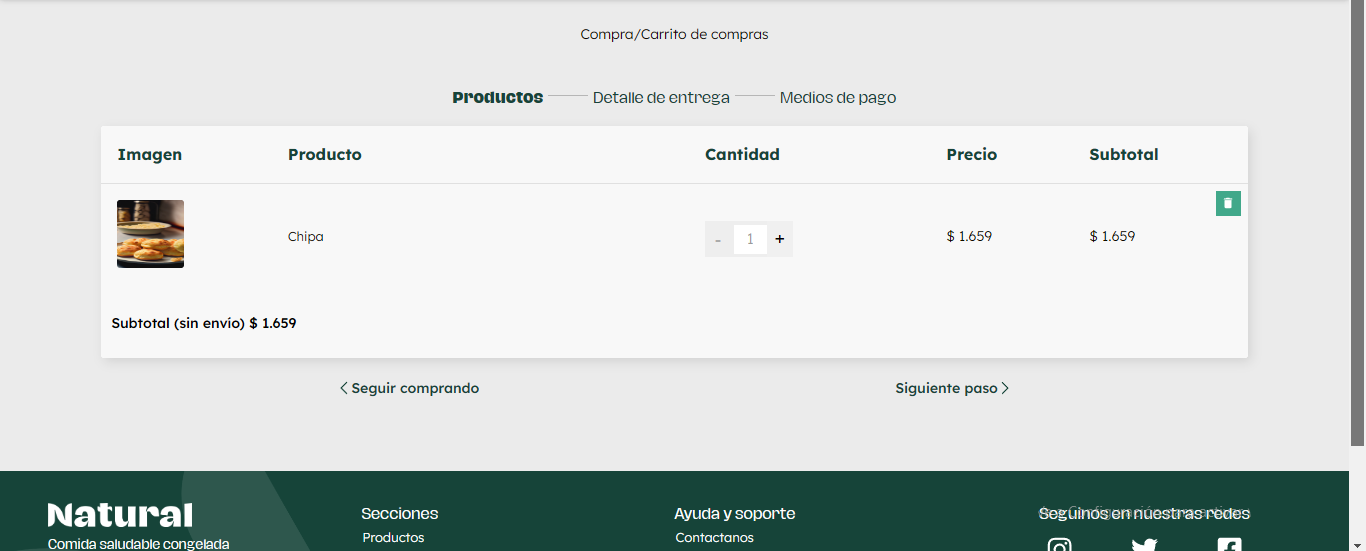 Compra/Carrito de compras
Productos Detalle de entrega Medios de pago
Imagen Producto Cantidad Precio Subtotal
Chipa - 1 + $ 1.659 $ 1.659
Subtotal (sin envío) $ 1.659
Seguir comprando Siguiente paso
Natural Secciones Ayuda y soporte Seguinos en nuestras redes
Comida saludable congelada Productos Contactanos